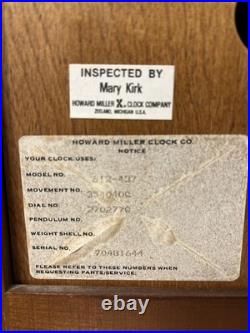 INSPECTED BY
Mary Kirk
HOWARD MILLER CLOCK COMPANY
ZEELAND, MICHIGAN U.S.A.
HOWARD MILLER CLOCK CO.
NOTICE
YOUR CLOCK USES:
MODEL NO. 612-437
MOVEMENT NO.
DIAL NO. 2702770
PENDULUM NO.
WEIGHT SHELL NO.
SERIAL NO. 70481644
PLEASE REFER TO THESE NUMBERS WHEN
REQUESTING PARTS/SERVICE.